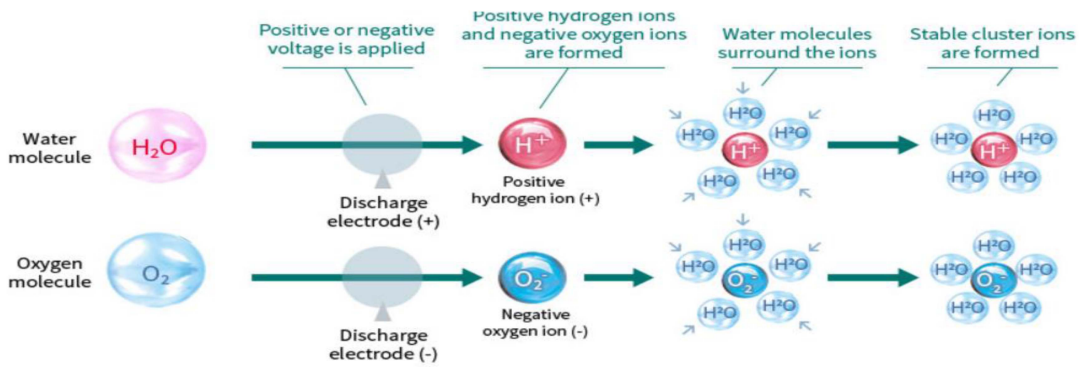 Positive or negative
voltage is applied
Positive hydrogen ions
and negative oxygen ions
are formed
Water molecules
surround the ions
Stable cluster ions
are formed
Water
molecule
H₂O
H⁺
Positive
hydrogen ion (+)
Discharge
electrode (+)
H²O
H²O
H²O
H²O
H²O
H⁺
H²O
H²O
H²O
H²O
H²O
H⁺
Oxygen
molecule
O₂
O₂⁻
Negative
oxygen ion (-)
Discharge
electrode (-)
H²O
H²O
H²O
H²O
H²O
O₂⁻
H²O
H²O
H²O
H²O
H²O
O₂⁻